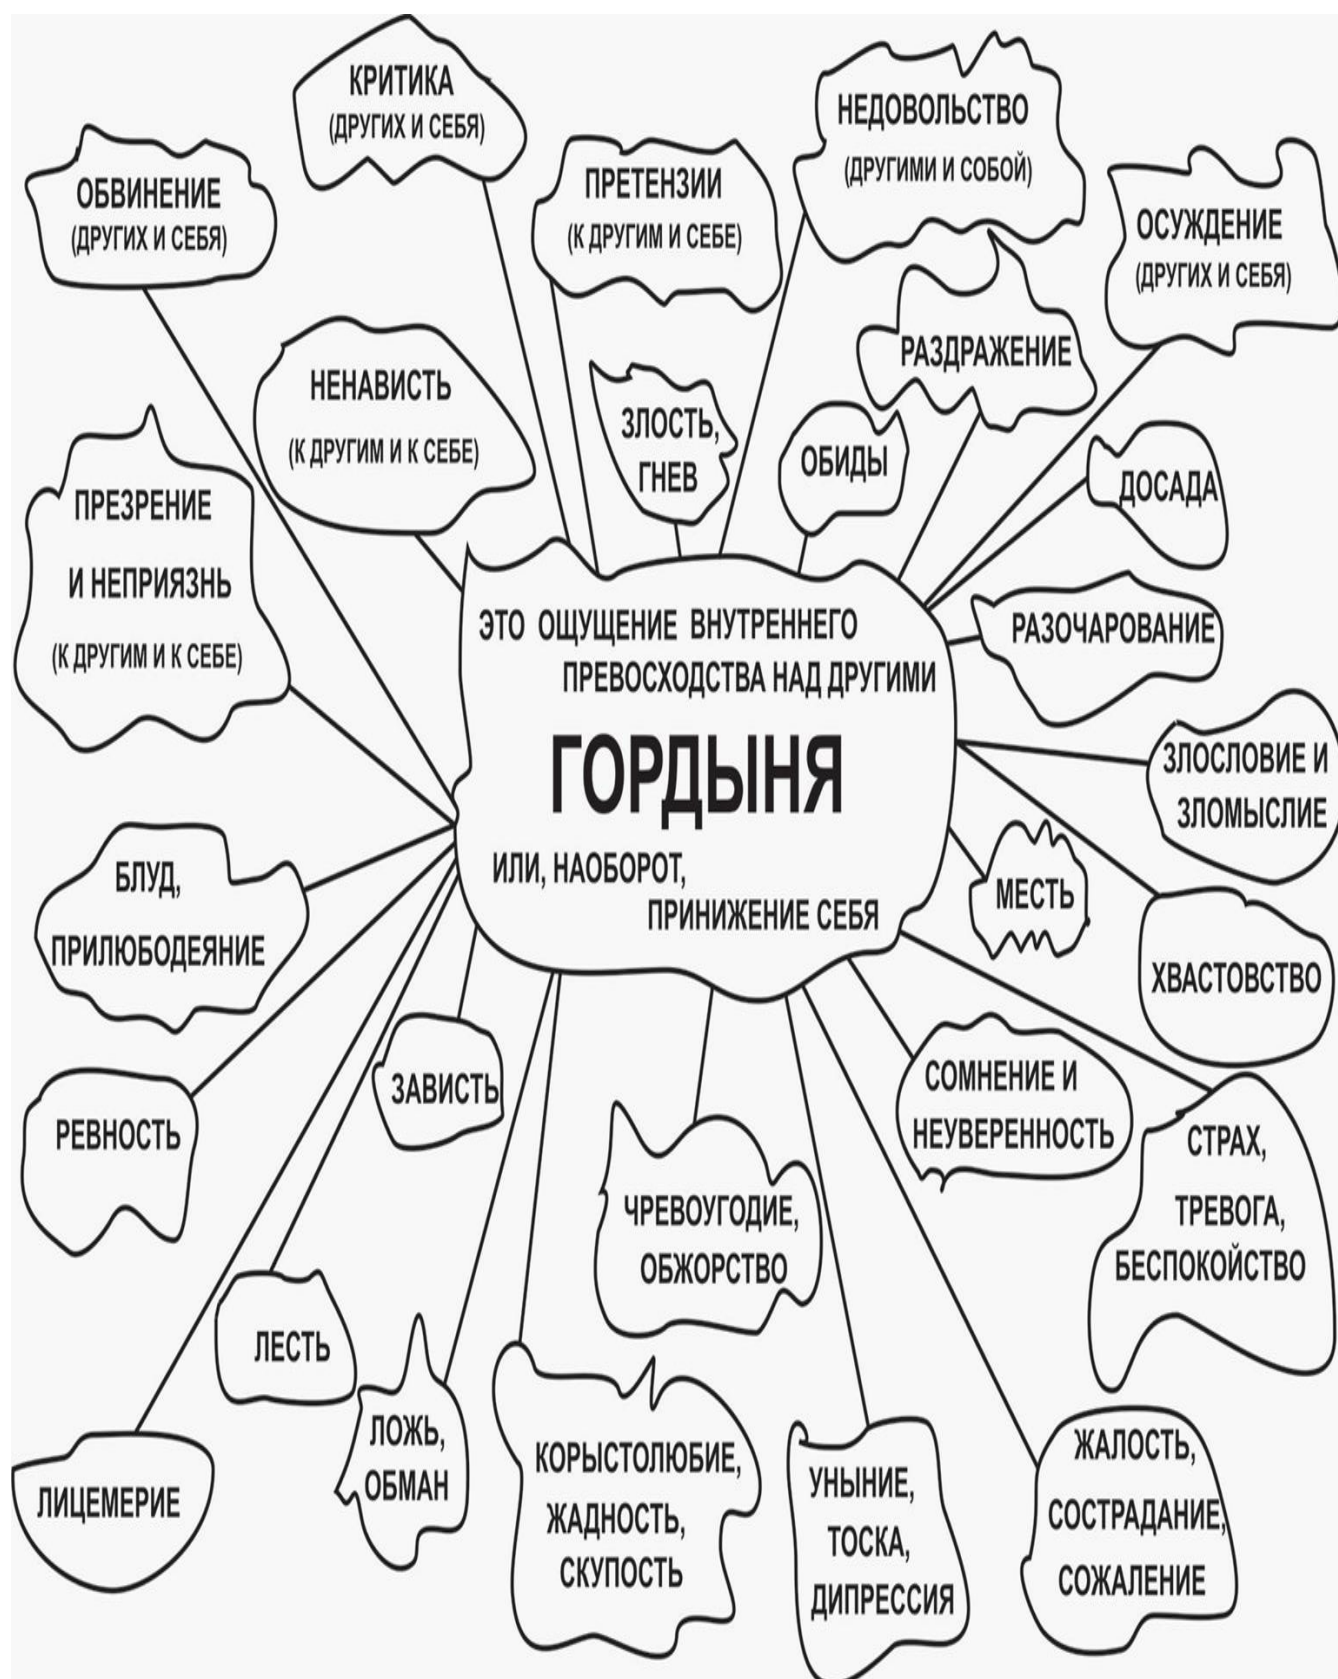 КРИТИКА
(ДРУГИХ И СЕБЯ)
НЕДОВОЛЬСТВО
(ДРУГИМИ И СОБОЙ)
ОБВИНЕНИЕ
(ДРУГИХ И СЕБЯ)
ПРЕТЕНЗИИ
(К ДРУГИМ И СЕБЕ)
ОСУЖДЕНИЕ
(ДРУГИХ И СЕБЯ)
НЕНАВИСТЬ
(К ДРУГИМ И К СЕБЕ)
ЗЛОСТЬ,
ГНЕВ
ОБИДЫ
РАЗДРАЖЕНИЕ
ДОСАДА
ПРЕЗРЕНИЕ
И НЕПРИЯЗНЬ
(К ДРУГИМ И К СЕБЕ)
РАЗОЧАРОВАНИЕ
ЭТО ОЩУЩЕНИЕ ВНУТРЕННЕГО
ПРЕВОСХОДСТВА НАД ДРУГИМИ
ГОРДЫНЯ
ИЛИ, НАОБОРОТ,
ПРИНИЖЕНИЕ СЕБЯ
ЗЛОСЛОВИЕ И
ЗЛОМЫСЛИЕ
БЛУД,
ПРИЛЮБОДЕЯНИЕ
МЕСТЬ
ХВАСТОВСТВО
РЕВНОСТЬ
ЗАВИСТЬ
СОМНЕНИЕ И
НЕУВЕРЕННОСТЬ
СТРАХ,
ТРЕВОГА,
БЕСПОКОЙСТВО
ЧРЕВОУГОДИЕ,
ОБЖОРСТВО
ЛЕСТЬ
ЛОЖЬ,
ОБМАН
ЛИЦЕМЕРИЕ
КОРЫСТОЛЮБИЕ,
ЖАДНОСТЬ,
СКУПОСТЬ
УНЫНИЕ,
ТОСКА,
ДИПРЕССИЯ
ЖАЛОСТЬ,
СОСТРАДАНИЕ,
СОЖАЛЕНИЕ